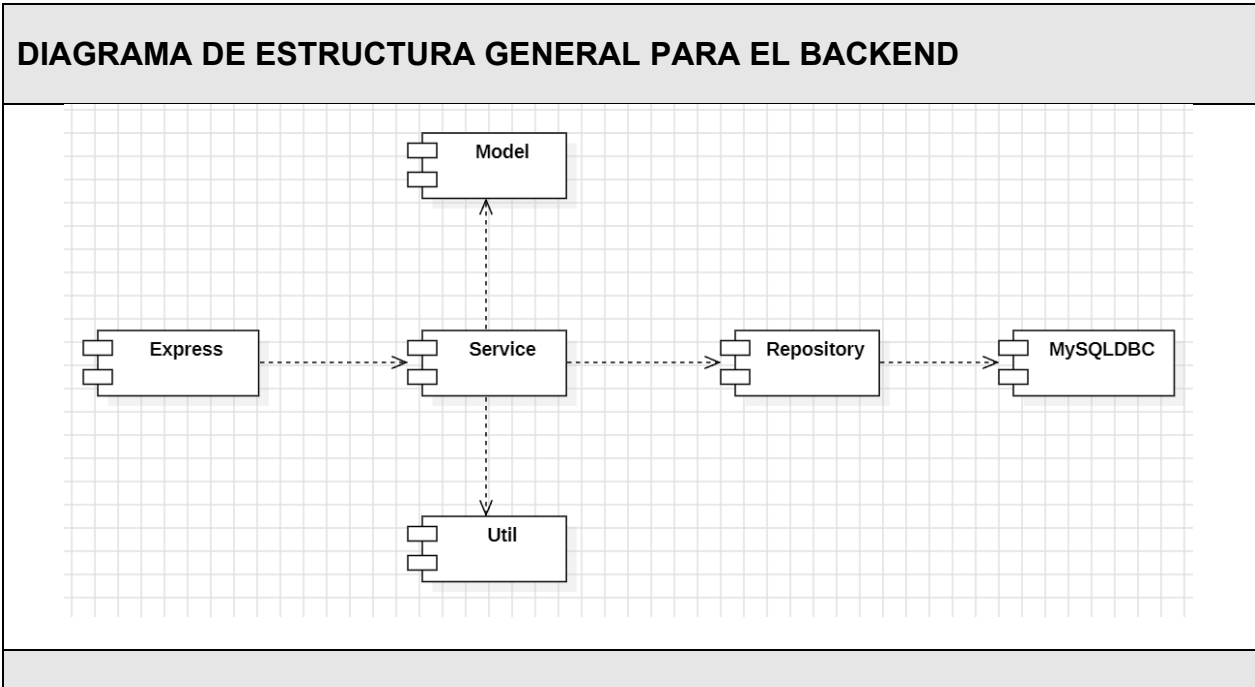 DIAGRAMA DE ESTRUCTURA GENERAL PARA EL BACKEND
Model
Express
Service
Repository
MySQLDBC
Util